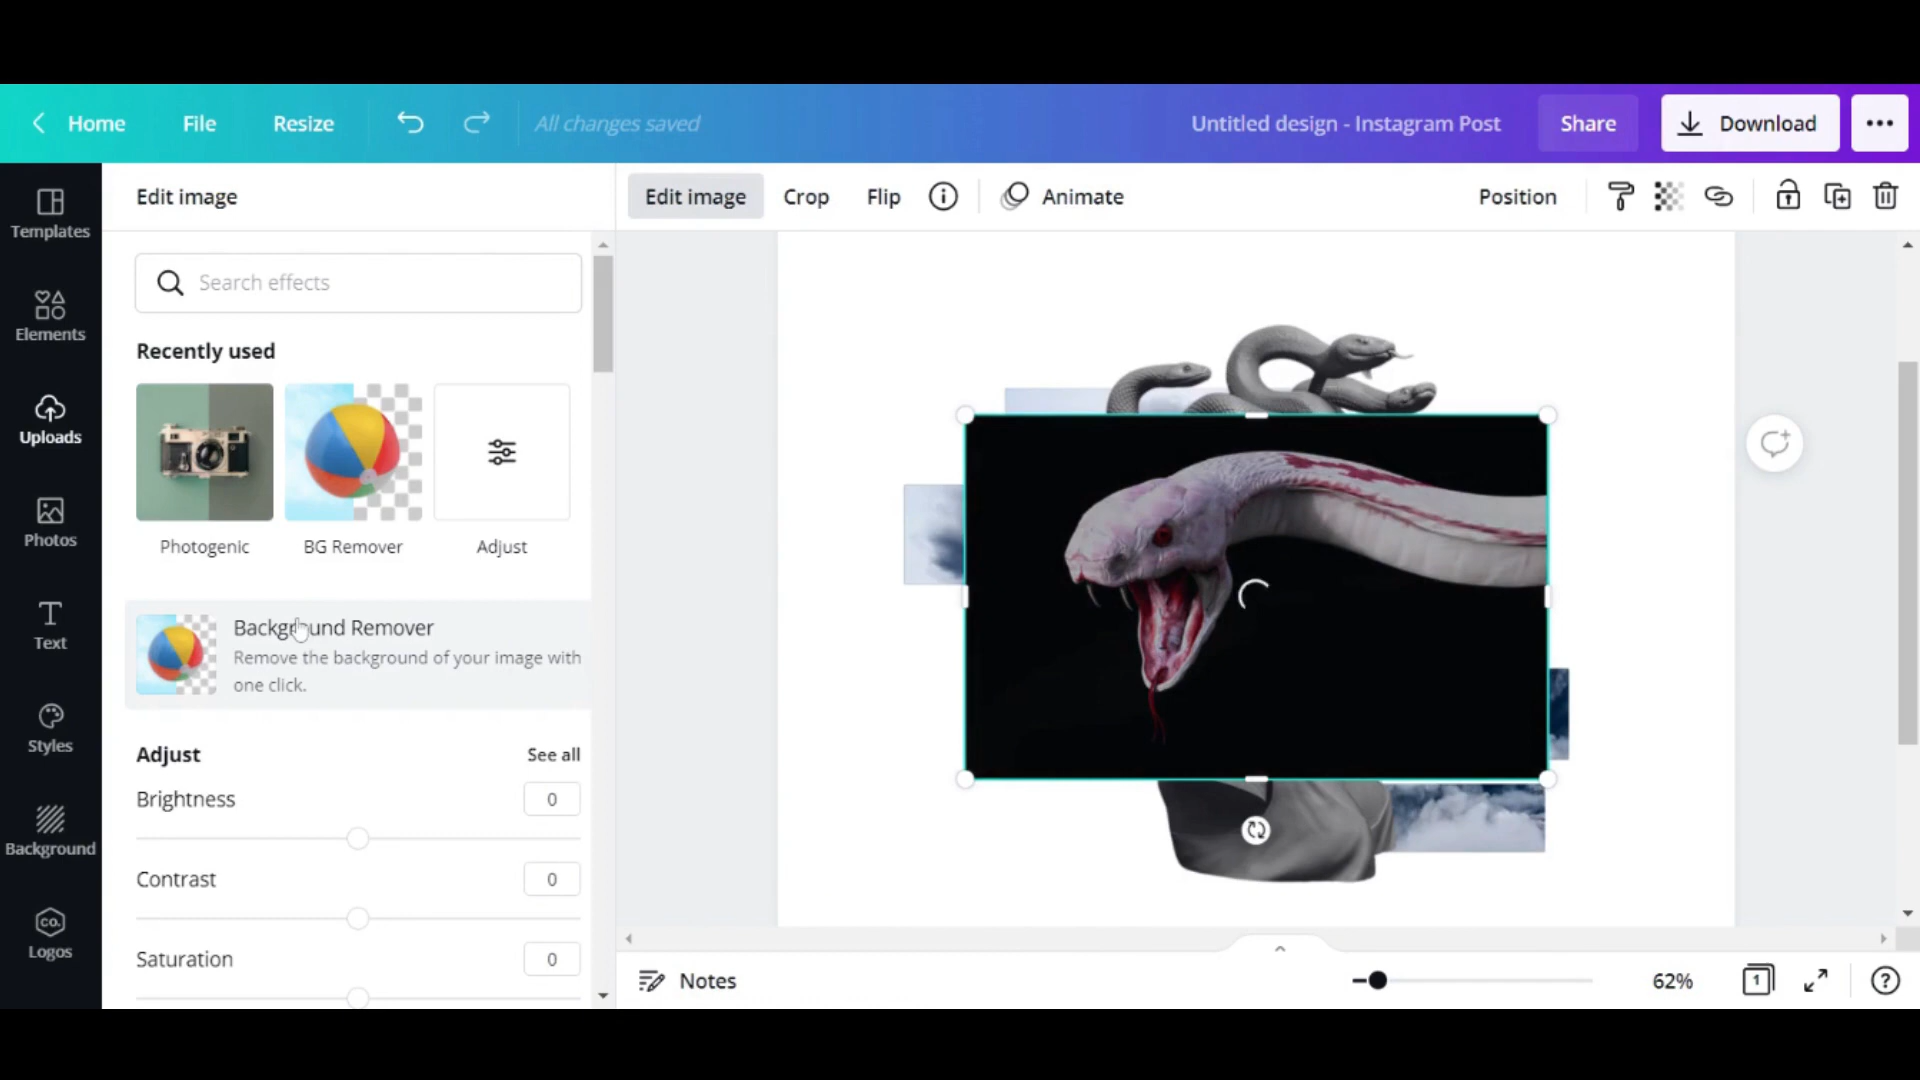 Home File Resize All changes saved Untitled design - Instagram Post Share Download
Edit image Edit image Crop Flip Animate Position
Templates
Search effects
Elements
Recently used
Uploads
Photogenic BG Remover Adjust
Photos
Background Remover
Remove the background of your image with
one click.
Text
Styles
Adjust See all
Brightness 0
Background
Contrast 0
CO.
Logos
Saturation 0
Notes 62% 1 ?